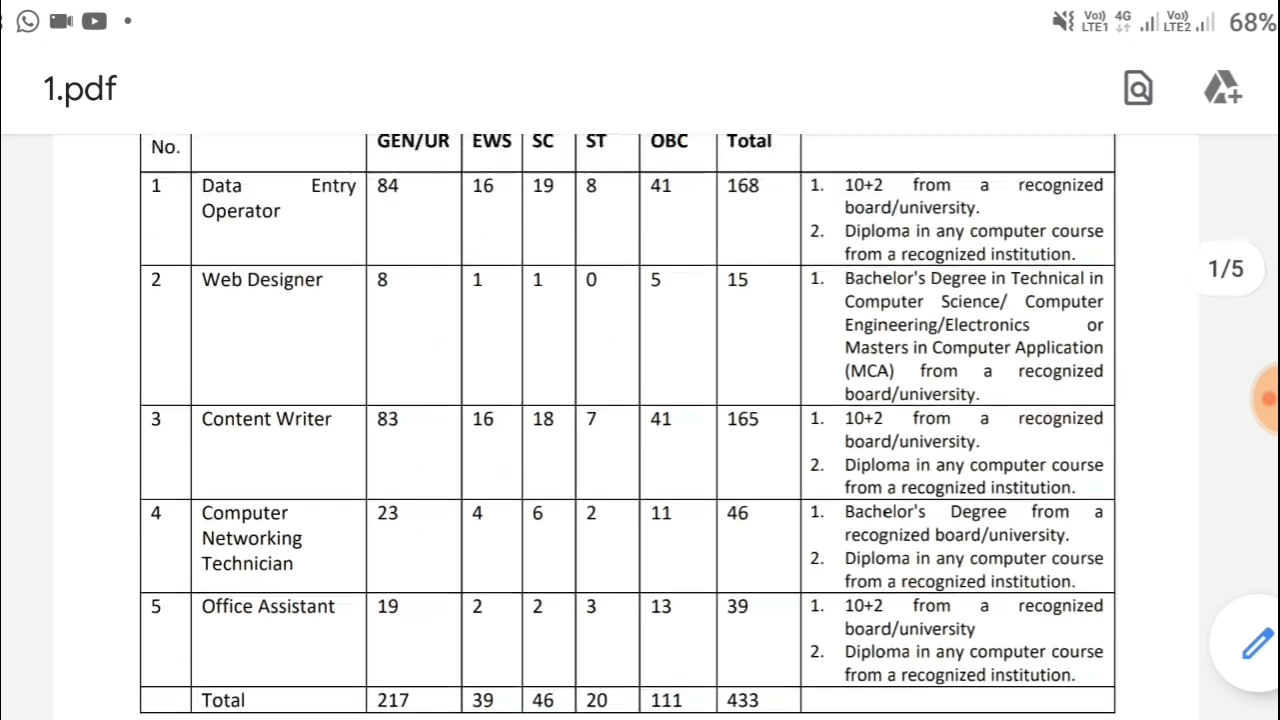 Vo)) 4G Vo))
LTE1 LTE2 68%
1.pdf
No. GEN/UR EWS SC ST OBC Total
1 Data Entry 84 16 19 8 41 168 1. 10+2 from a recognized
Operator board/university.
2. Diploma in any computer course
from a recognized institution.
2 Web Designer 8 1 1 0 5 15 1. Bachelor's Degree in Technical in
Computer Science/ Computer
Engineering/Electronics or
Masters in Computer Application
(MCA) from a recognized
board/university.
3 Content Writer 83 16 18 7 41 165 1. 10+2 from a recognized
board/university.
2. Diploma in any computer course
from a recognized institution.
4 Computer 23 4 6 2 11 46 1. Bachelor's Degree from a
Networking recognized board/university.
Technician 2. Diploma in any computer course
from a recognized institution.
5 Office Assistant 19 2 2 3 13 39 1. 10+2 from a recognized
board/university
2. Diploma in any computer course
from a recognized institution.
Total 217 39 46 20 111 433
1/5